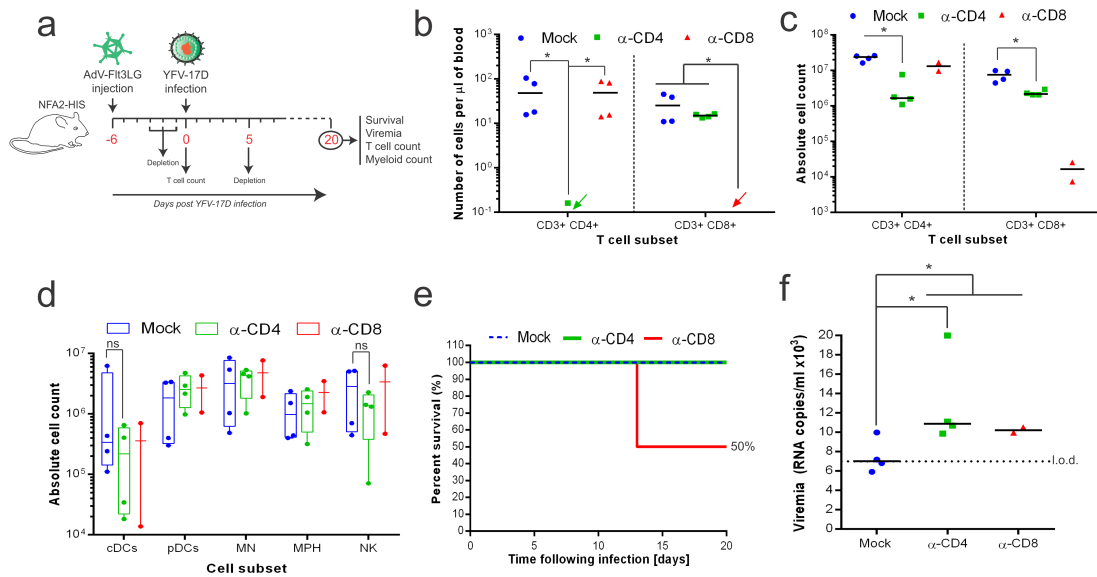 a
AdV-Flt3LG
injection
YFV-17D
infection
NFA2-HIS
-6
0
5
20
Survival
Viremia
T cell count
Myeloid count
Depletion
T cell count
Depletion
Days post YFV-17D infection
b
Mock
α-CD4
α-CD8
Number of cells per µl of blood
10³
10²
10¹
10⁰
10⁻¹
*
*
*
CD3+ CD4+
CD3+ CD8+
T cell subset
c
Mock
α-CD4
α-CD8
Absolute cell count
10⁸
10⁷
10⁶
10⁵
10⁴
10³
*
*
CD3+ CD4+
CD3+ CD8+
T cell subset
d
Mock
α-CD4
α-CD8
Absolute cell count
10⁷
10⁶
10⁵
10⁴
ns
ns
cDCs
pDCs
MN
MPH
NK
Cell subset
e
Mock
α-CD4
α-CD8
Percent survival (%)
110
100
90
80
70
60
50
40
30
20
10
0
50%
0
5
10
15
20
Time following infection [days]
f
*
*
Viremia (RNA copies/ml x10³)
20
18
16
14
12
10
8
6
4
2
0
l.o.d.
Mock
α-CD4
α-CD8